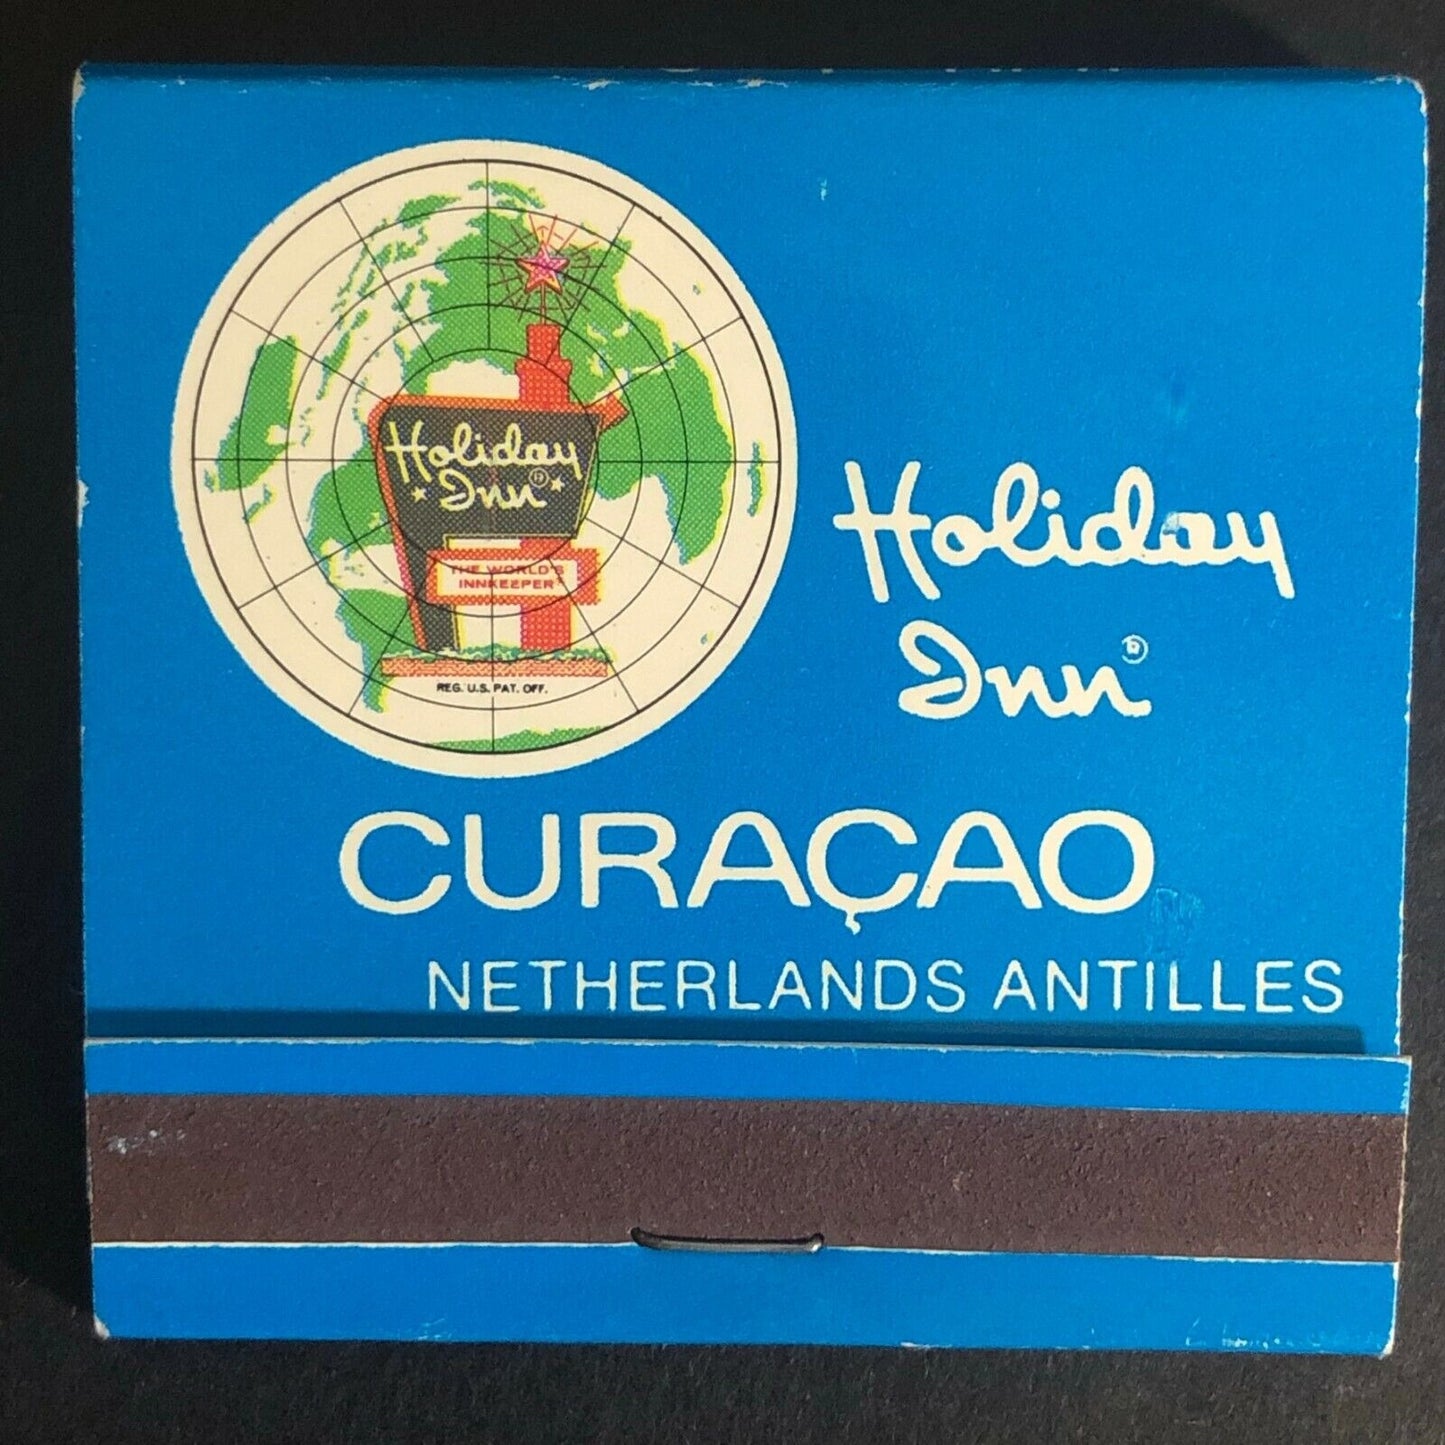 Holiday
Inn®
THE WORLD'S
INNKEEPER®
REG. U.S. PAT. OFF.
Holiday
Inn®
CURAÇAO
NETHERLANDS ANTILLES